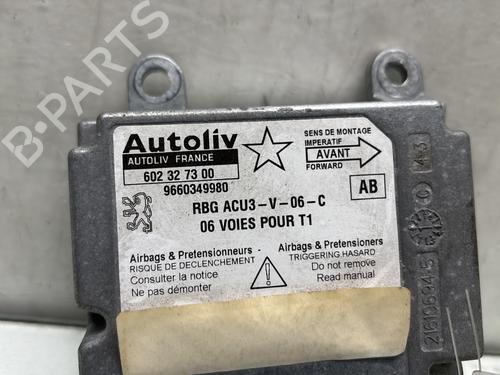 B-PARTS
Autoliv
AUTOLIV FRANCE
602 32 73 00
9660349980
SENS DE MONTAGE
IMPERATIF
AVANT
FORWARD
AB
RBG ACU3-V-06-C
06 VOIES POUR T1
Airbags & Pretensionneurs
RISQUE DE DECLENCHEMENT
Consulter la notice
Ne pas démonter
Airbags & Pretensioners
TRIGGERING HASARD
Do not remove
Read manual